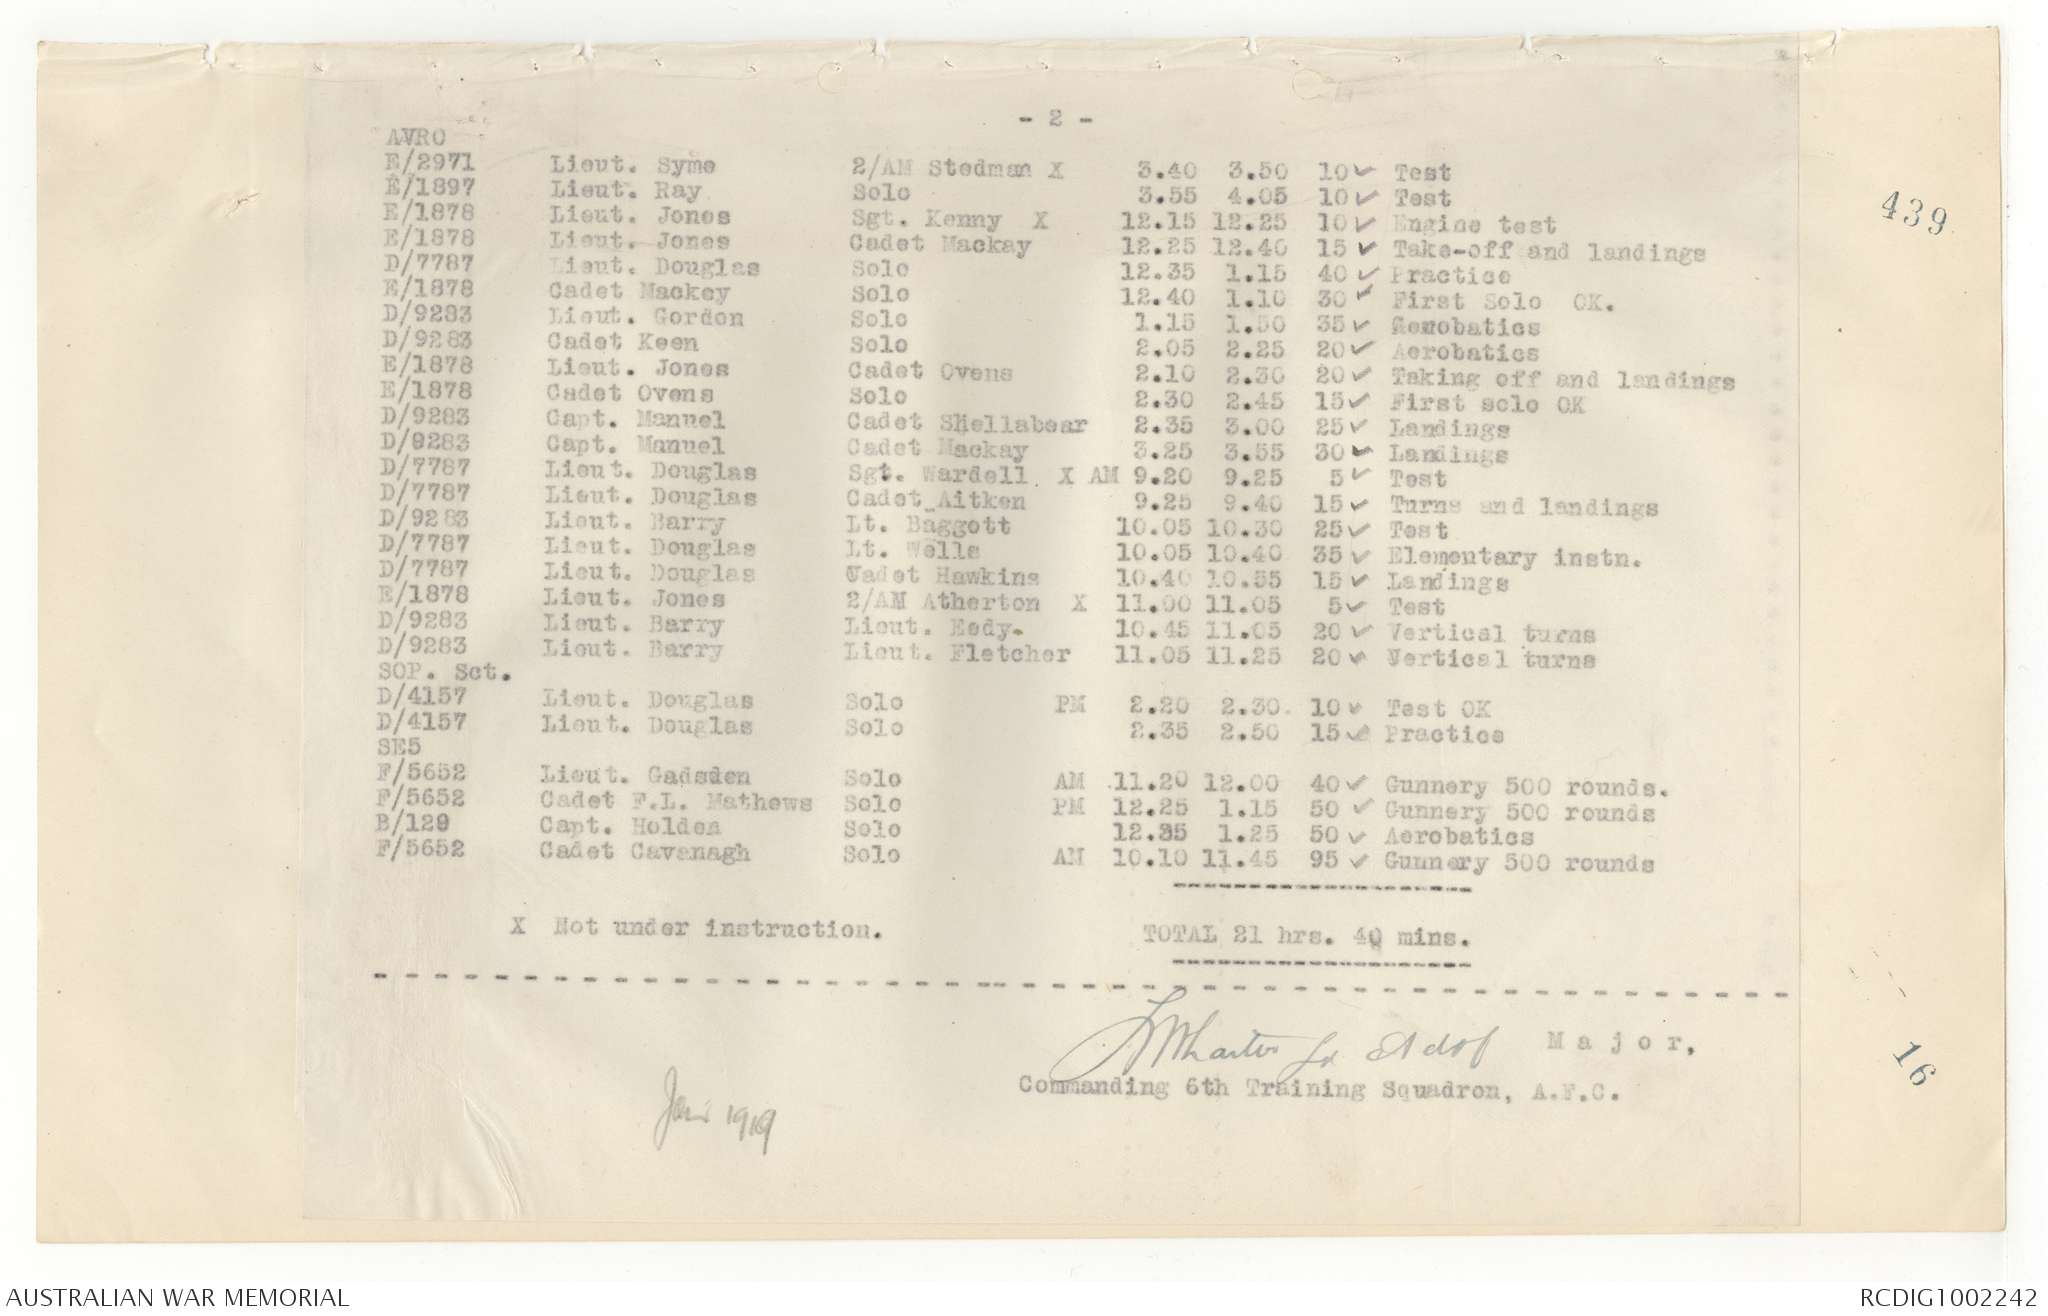 - 2 -
AVRO
E/2971 Lieut. Syme 2/AM Stedman X 3.40 3.50 10 ✓ Test
E/1897 Lieut. Ray Solo 3.55 4.05 10 ✓ Test
E/1878 Lieut. Jones Sgt. Kenny X 12.15 12.25 10 ✓ Engine test
E/1878 Lieut. Jones Cadet Mackay 12.25 12.40 15 ✓ Take-off and landings
D/7787 Lieut. Douglas Solo 12.35 1.15 40 ✓ Practice
E/1878 Cadet Mackey Solo 12.40 1.10 30 ✓ First Solo OK.
D/9283 Lieut. Gordon Solo 1.15 1.50 35 ✓ Aerobatics
D/9283 Cadet Keen Solo 2.05 2.25 20 ✓ Aerobatics
E/1878 Lieut. Jones Cadet Ovens 2.10 2.30 20 ✓ Taking off and landings
E/1878 Cadet Ovens Solo 2.30 2.45 15 ✓ First solo OK
D/9283 Capt. Manuel Cadet Shellabear 2.35 3.00 25 ✓ Landings
D/9283 Capt. Manuel Cadet Mackay 3.25 3.55 30 ✓ Landings
D/7787 Lieut. Douglas Sgt. Wardell X AM 9.20 9.25 5 ✓ Test
D/7787 Lieut. Douglas Cadet Aitken 9.25 9.40 15 ✓ Turns and landings
D/9283 Lieut. Barry Lt. Baggott 10.05 10.30 25 ✓ Test
D/7787 Lieut. Douglas Lt. Wells 10.05 10.40 35 ✓ Elementary instn.
D/7787 Lieut. Douglas Cadet Hawkins 10.40 10.55 15 ✓ Landings
E/1878 Lieut. Jones 2/AM Atherton X 11.00 11.05 5 ✓ Test
D/9283 Lieut. Barry Lieut. Eedy. 10.45 11.05 20 ✓ Vertical turns
D/9283 Lieut. Barry Lieut. Fletcher 11.05 11.25 20 ✓ Vertical turns
SOP. Sct.
D/4157 Lieut. Douglas Solo PM 2.20 2.30. 10 ✓ Test OK
D/4157 Lieut. Douglas Solo 2.35 2.50 15 ✓ Practice
SE5
F/5652 Lieut. Gadsden Solo AM 11.20 12.00 40 ✓ Gunnery 500 rounds.
F/5652 Cadet F.L. Mathews Solo PM 12.25 1.15 50 ✓ Gunnery 500 rounds
B/129 Capt. Holden Solo 12.35 1.25 50 ✓ Aerobatics
F/5652 Cadet Cavanagh Solo AM 10.10 11.45 95 ✓ Gunnery 500 rounds
X Not under instruction. TOTAL 21 hrs. 40 mins.
Major,
Commanding 6th Training Squadron, A.F.C.
Jan 1919
439
16
AUSTRALIAN WAR MEMORIAL RCDIG1002242